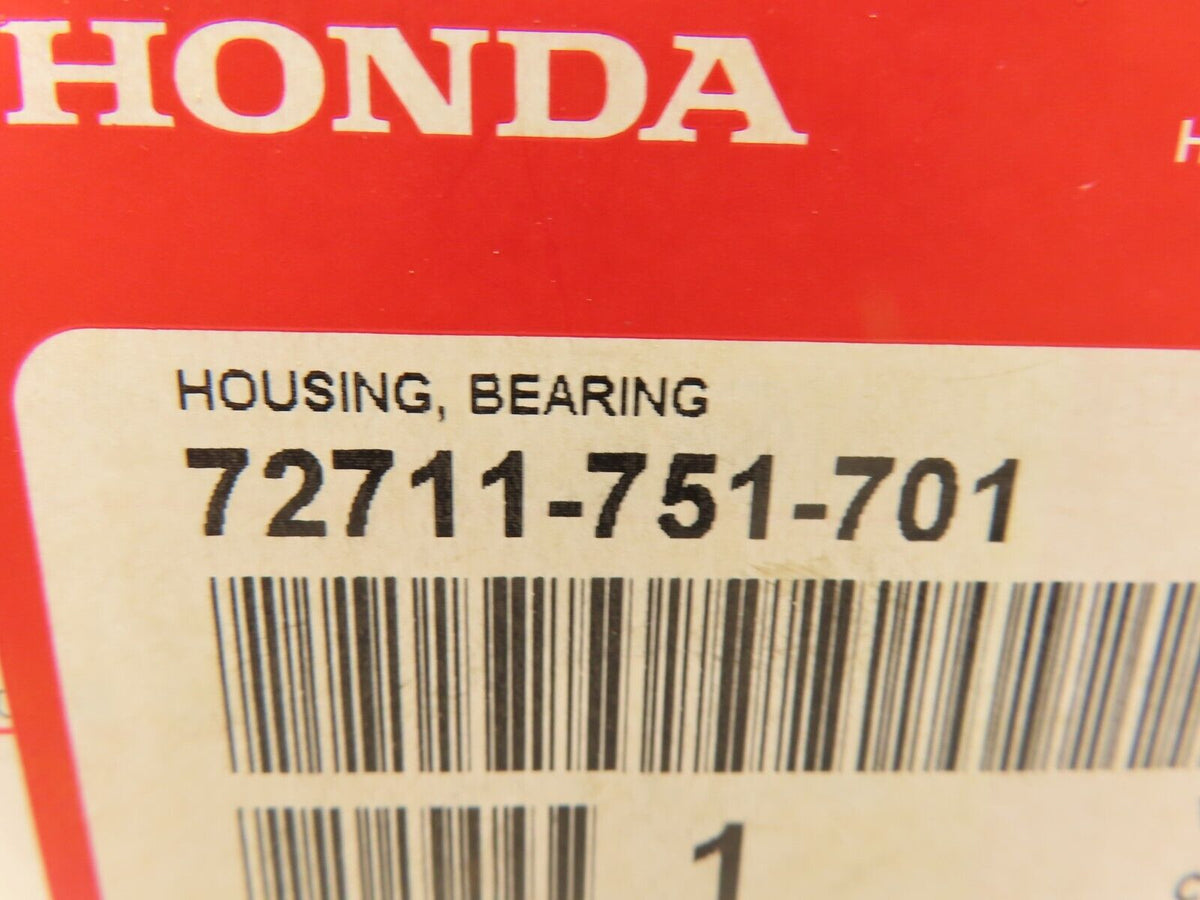 HONDA
HOUSING, BEARING
72711-751-701
1